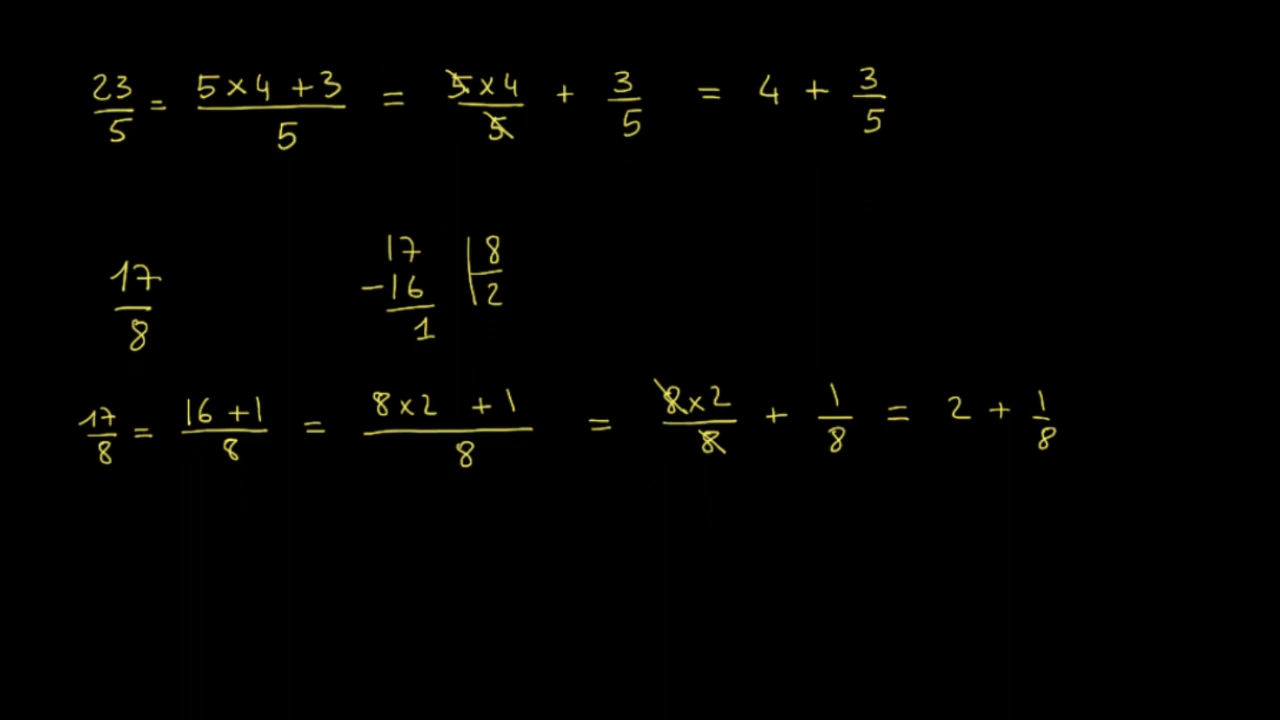 23/5 = (5×4+3)/5 = (5×4)/5 + 3/5 = 4 + 3/5
17/8
17 | 8
-16 | 2
1
17/8 = (16+1)/8 = (8×2 +1)/8 = (8×2)/8 + 1/8 = 2 + 1/8